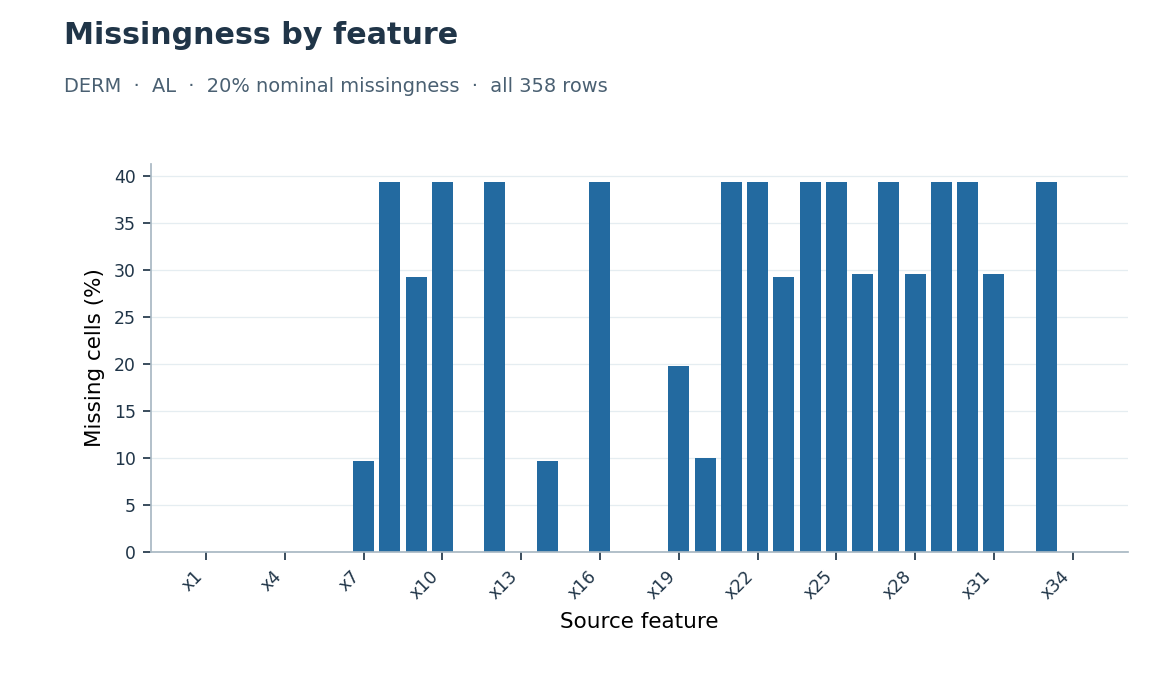 Missingness by feature
DERM · AL · 20% nominal missingness · all 358 rows
40
35
30
25
20
15
10
5
0
Missing cells (%)
x1 x4 x7 x10 x13 x16 x19 x22 x25 x28 x31 x34
Source feature